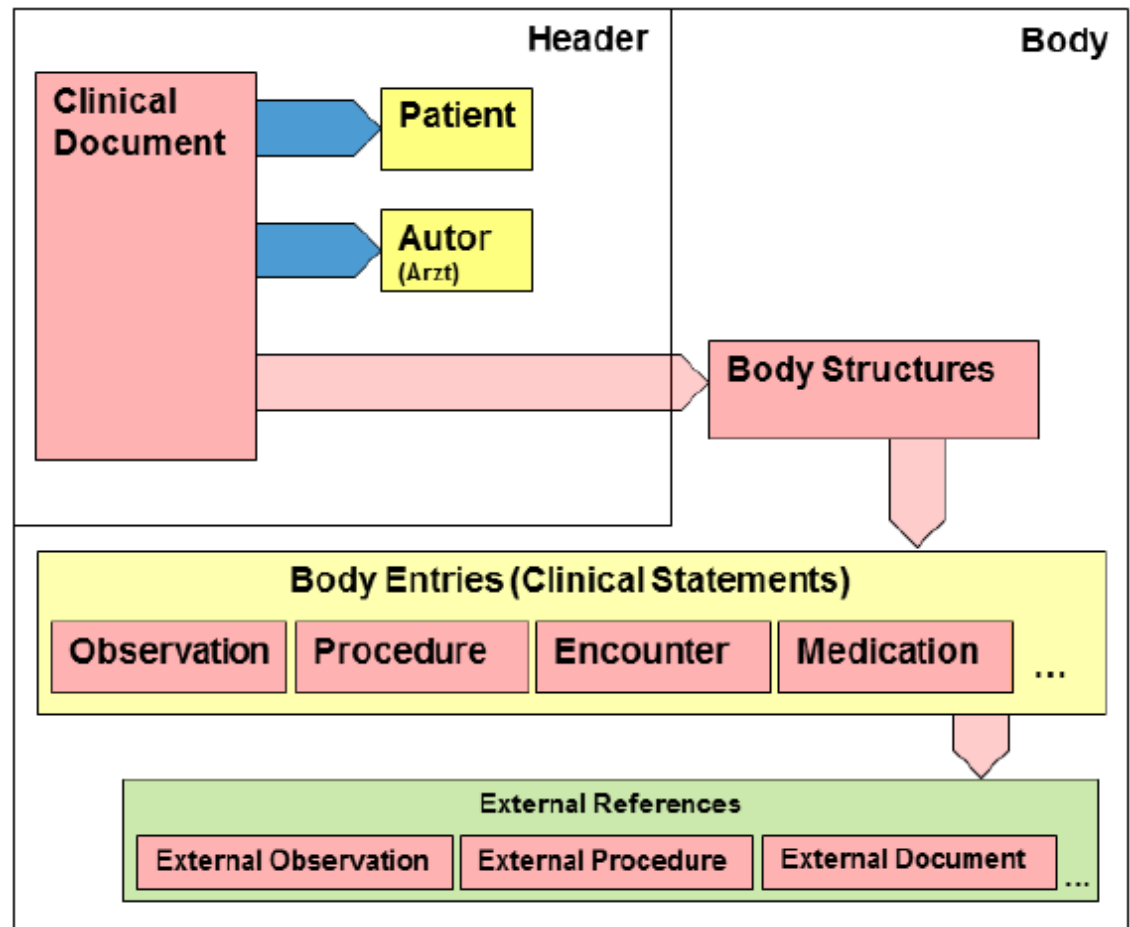 Header
Body
Clinical
Document
Patient
Autor
(Arzt)
Body Structures
Body Entries (Clinical Statements)
Observation
Procedure
Encounter
Medication
...
External References
External Observation
External Procedure
External Document
...